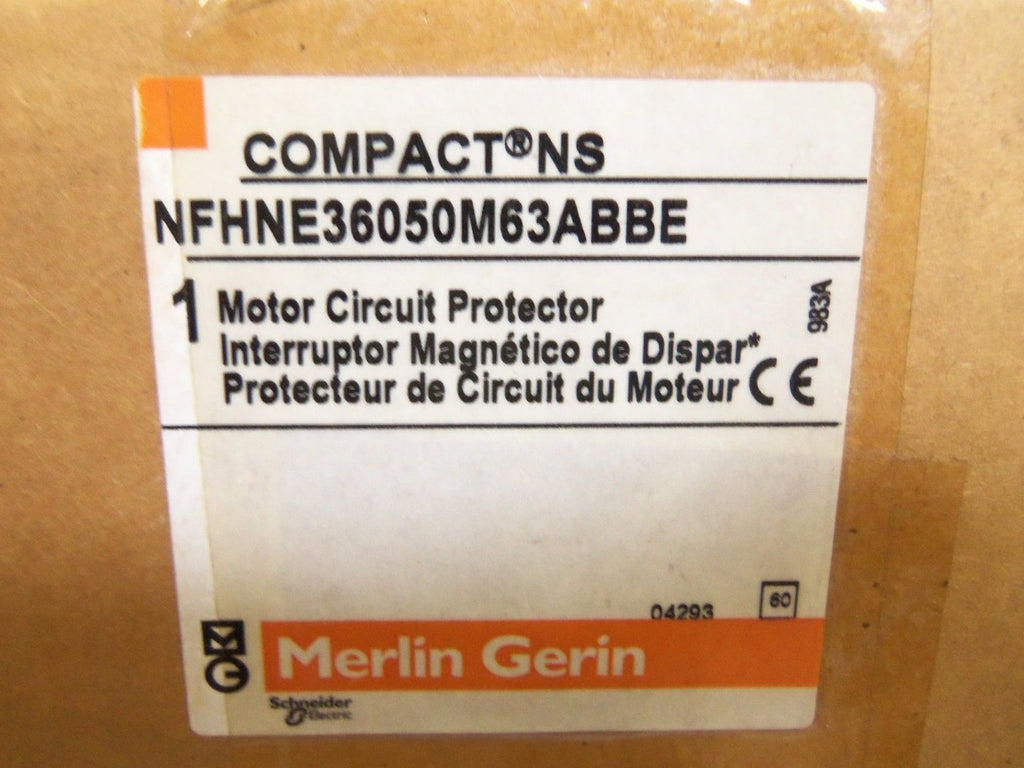 COMPACT®NS
NFHNE36050M63ABBE
1 Motor Circuit Protector
Interruptor Magnético de Dispar*
Protecteur de Circuit du Moteur CE
983A
04293 60
MG Merlin Gerin
Schneider
Electric